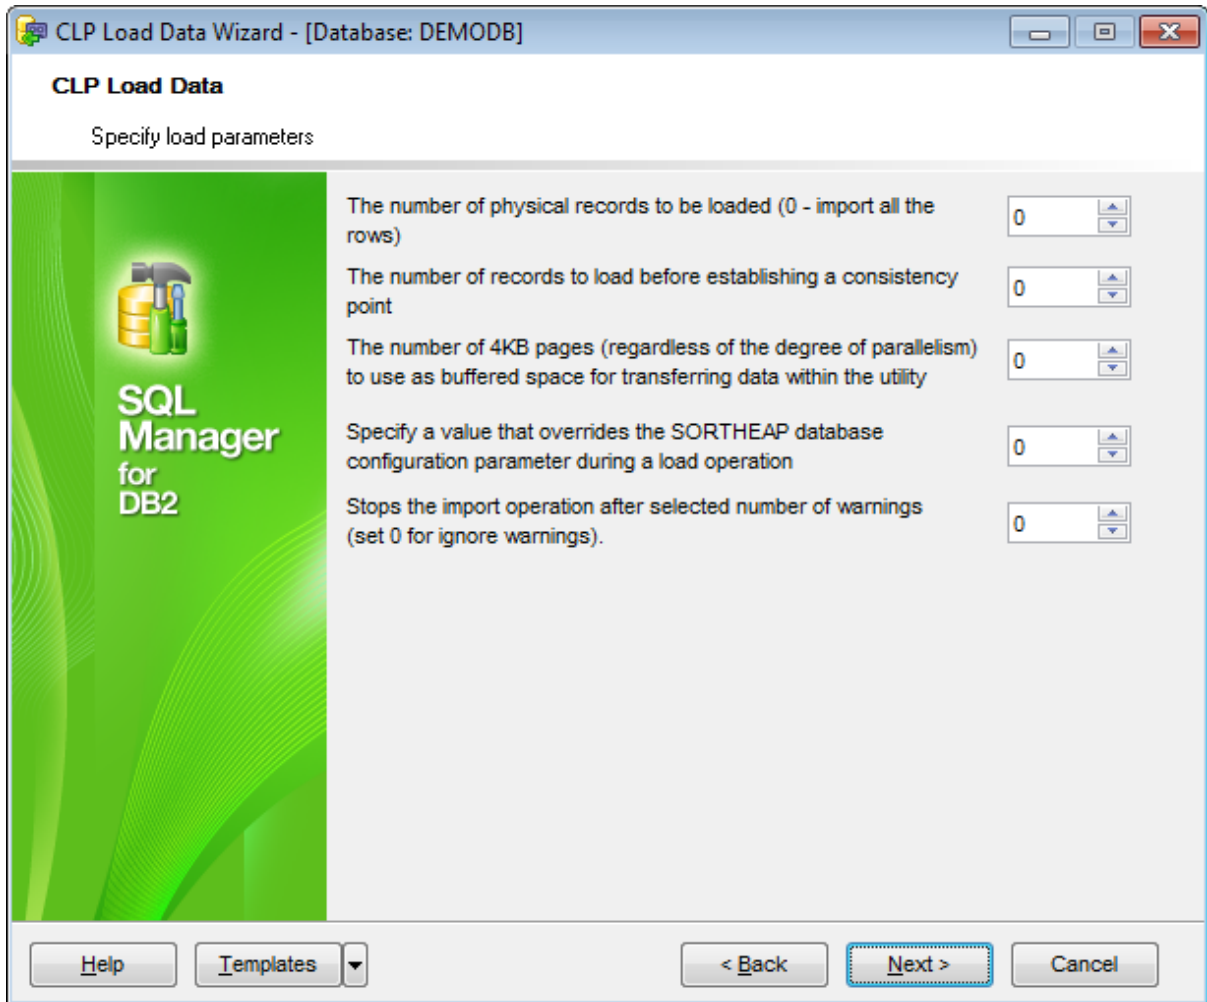 CLP Load Data Wizard - [Database: DEMODB]
CLP Load Data
Specify load parameters
SQL
Manager
for
DB2
The number of physical records to be loaded (0 - import all the
rows)
0
The number of records to load before establishing a consistency
point
0
The number of 4KB pages (regardless of the degree of parallelism)
to use as buffered space for transferring data within the utility
0
Specify a value that overrides the SORTHEAP database
configuration parameter during a load operation
0
Stops the import operation after selected number of warnings
(set 0 for ignore warnings).
0
Help
Templates
< Back
Next >
Cancel